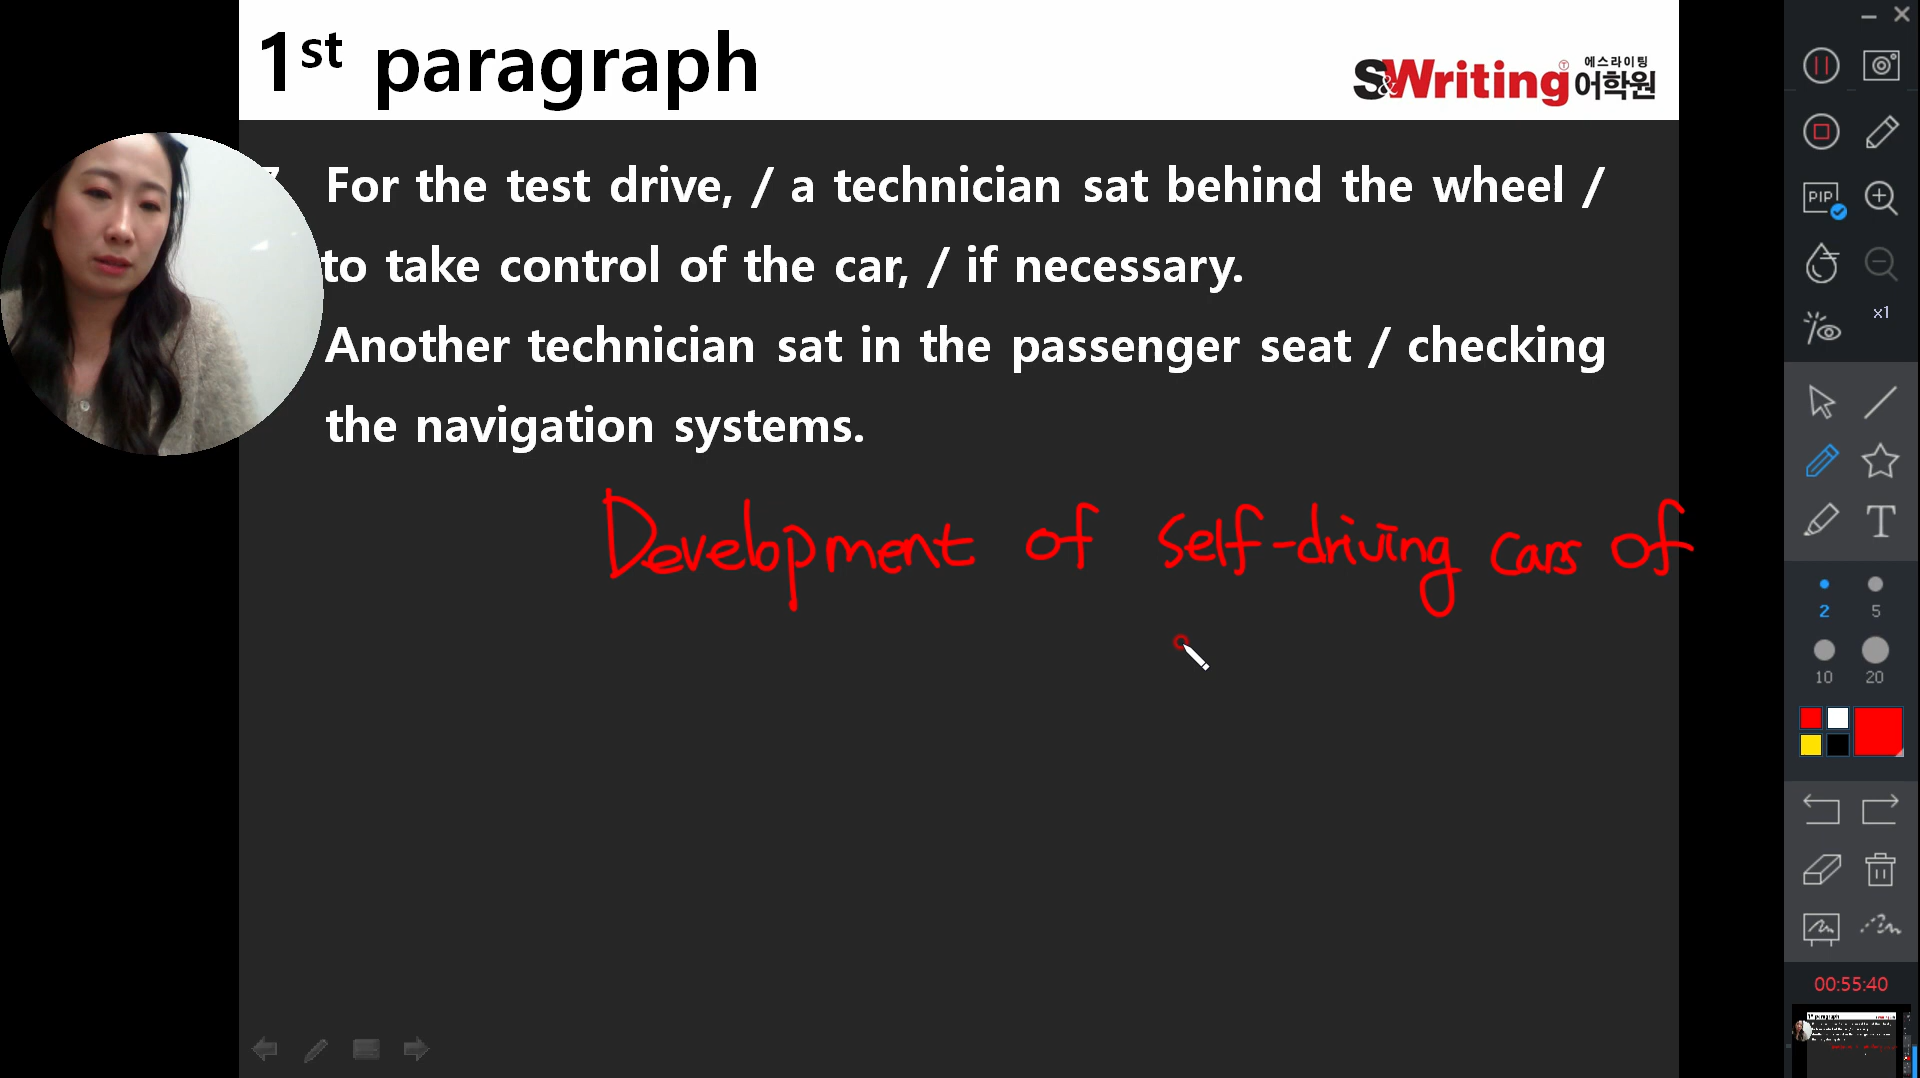 1st paragraph
S&Writing 어학원
에스라이팅
For the test drive, / a technician sat behind the wheel /
to take control of the car, / if necessary.
Another technician sat in the passenger seat / checking
the navigation systems.
Development of self-driving cars of
PIP
x1
T
2 5
10 20
00:55:40